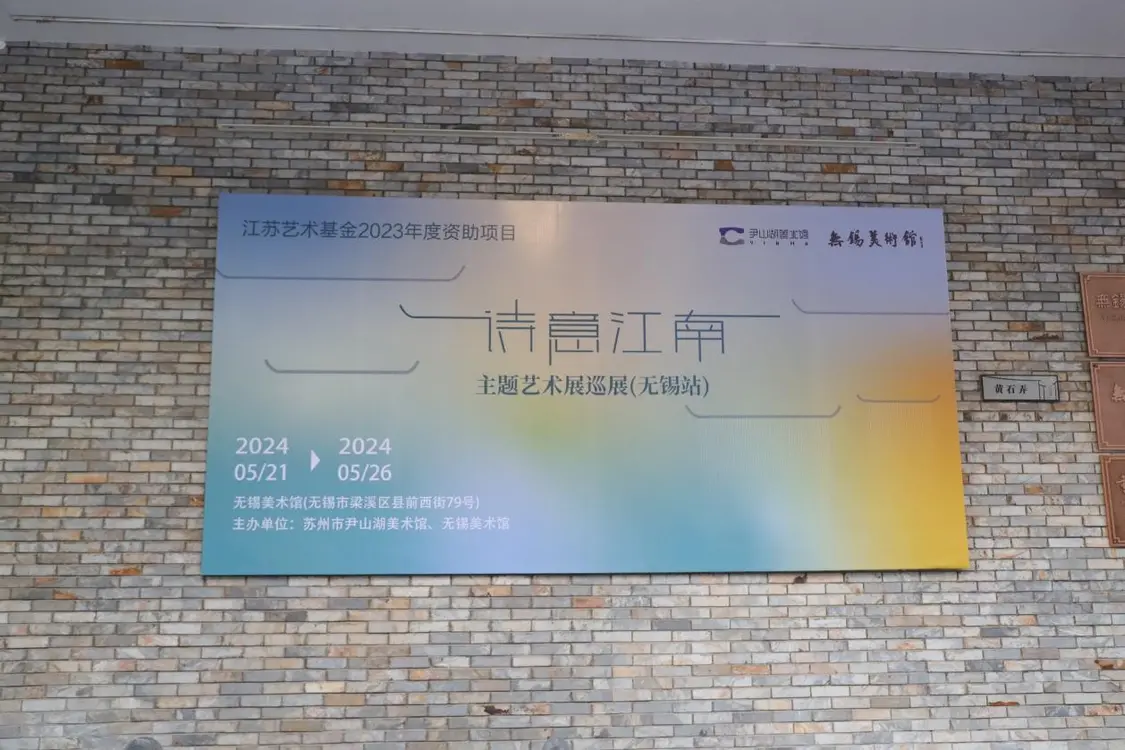 江苏艺术基金2023年度资助项目
尹山湖美术馆
無錫美術館
诗意江南
主题艺术展巡展(无锡站)
2024 2024
05/21 05/26
无锡美术馆(无锡市梁溪区县前西街79号)
主办单位：苏州市尹山湖美术馆、无锡美术馆
黄石弄
無錫